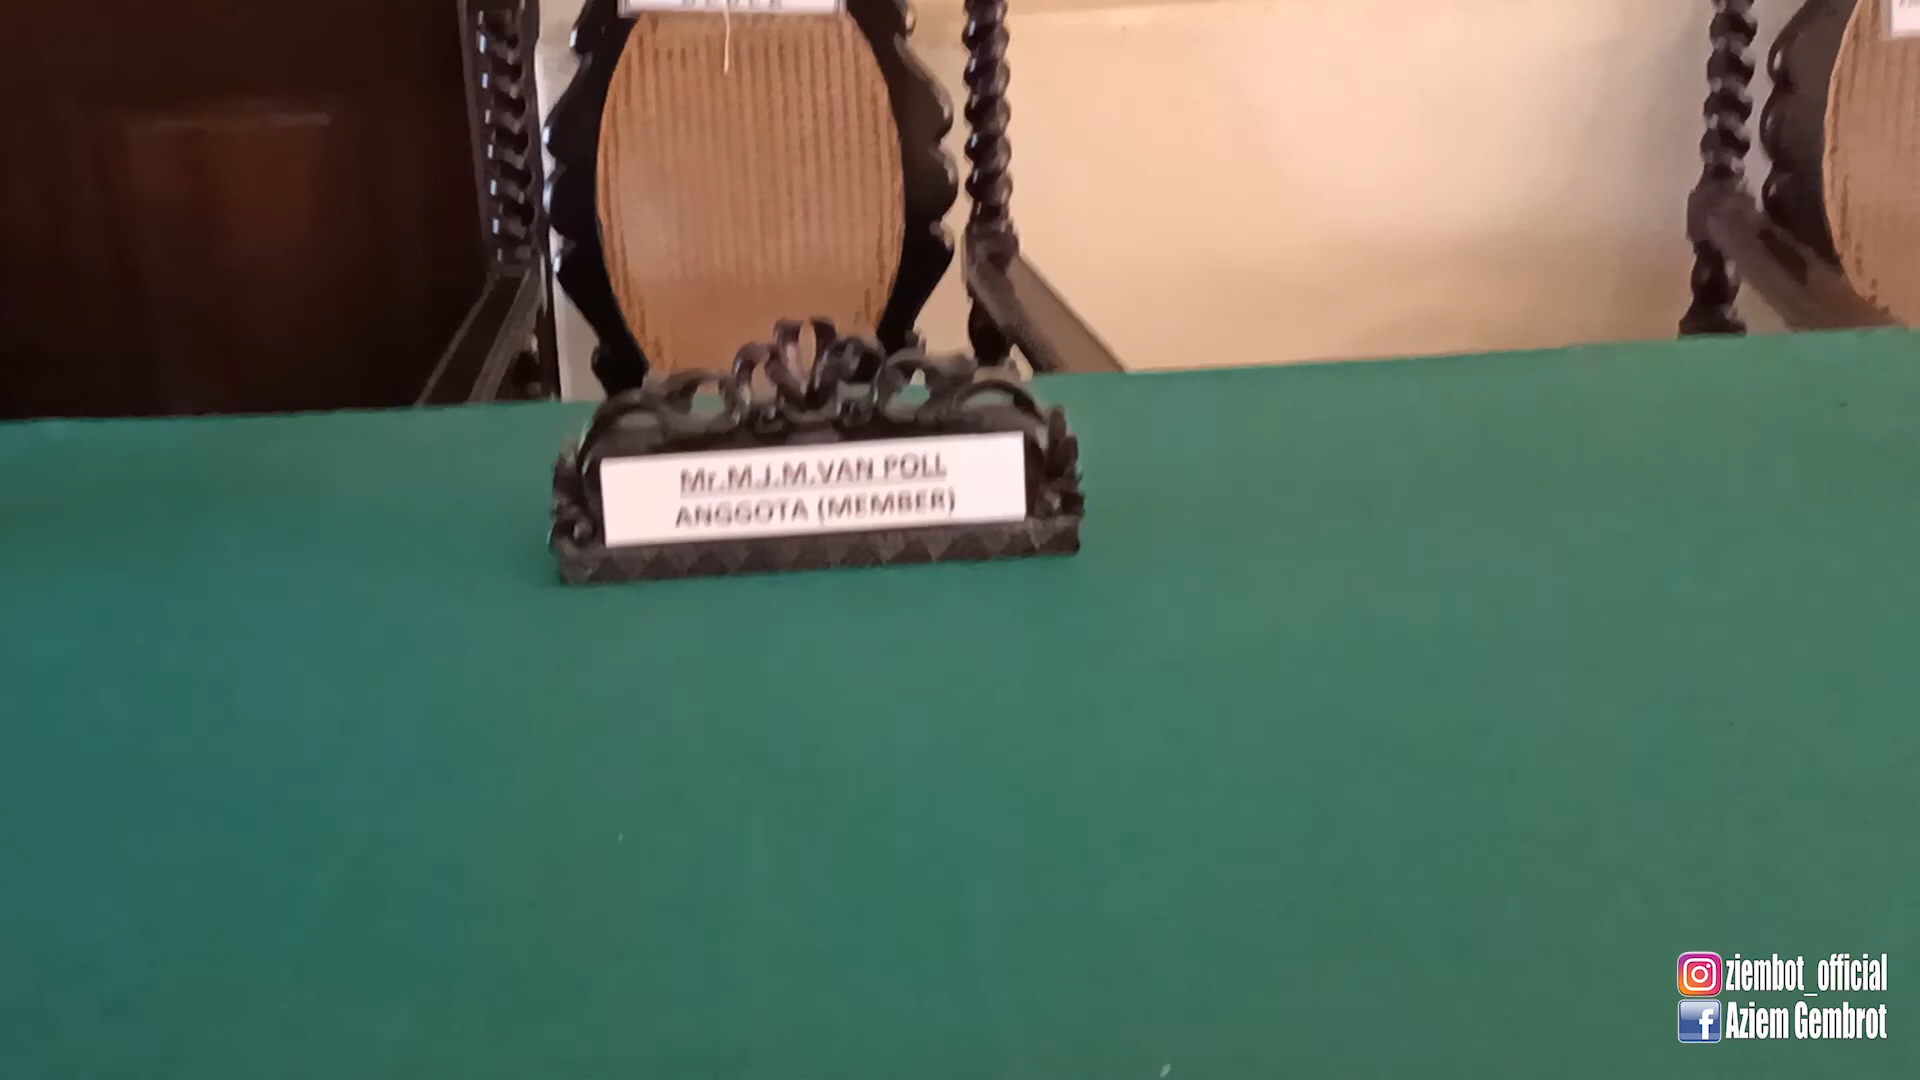 Mr.M.J.M.VAN POLL
ANGGOTA (MEMBER)
ziembot_official
Aziem Gembrot